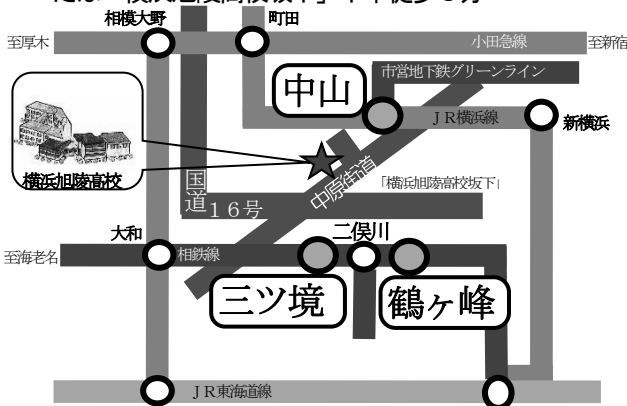 たは「横浜旭陵高校坂下」下車徒歩5分
相模大野
町田
至厚木
小田急線
至新宿
市営地下鉄グリーンライン
中山
ＪＲ横浜線
新横浜
横浜旭陵高校
中原街道
「横浜旭陵高校坂下」
国道１６号
大和
二俣川
至海老名
相鉄線
三ツ境
鶴ヶ峰
ＪＲ東海道線